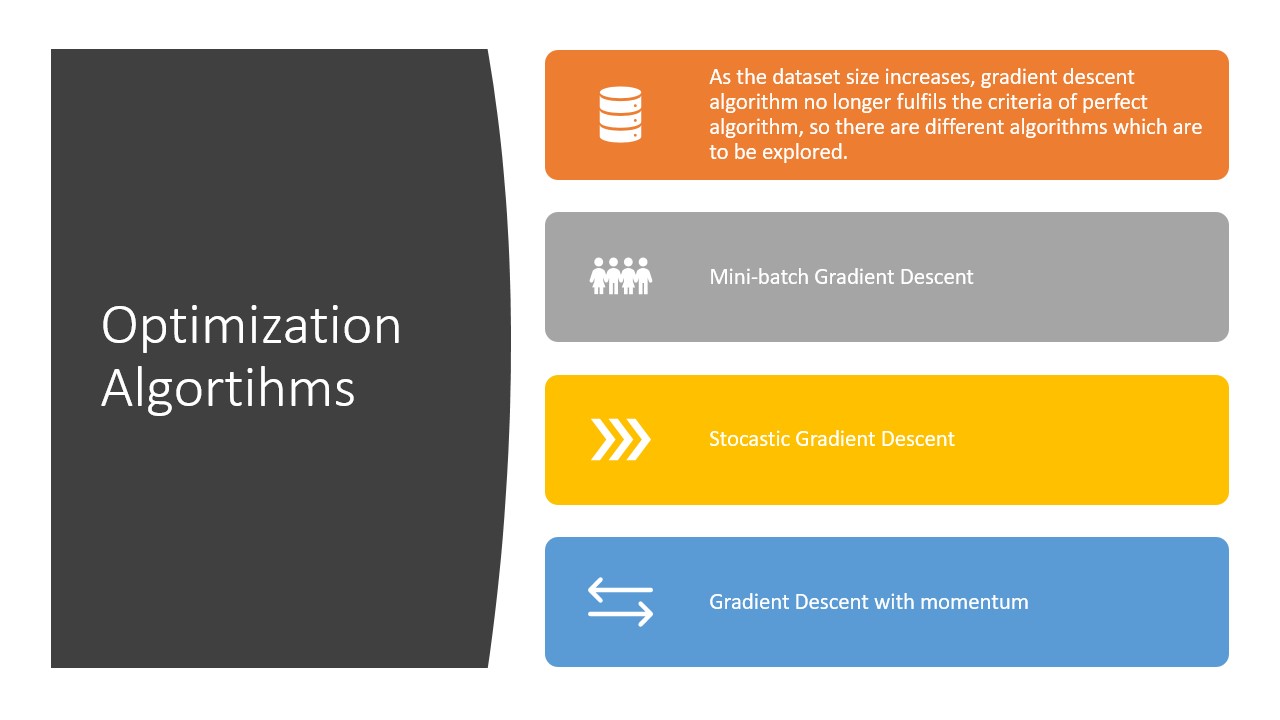 Optimization
Algortihms
As the dataset size increases, gradient descent
algorithm no longer fulfils the criteria of perfect
algorithm, so there are different algorithms which are
to be explored.
Mini-batch Gradient Descent
Stocastic Gradient Descent
Gradient Descent with momentum